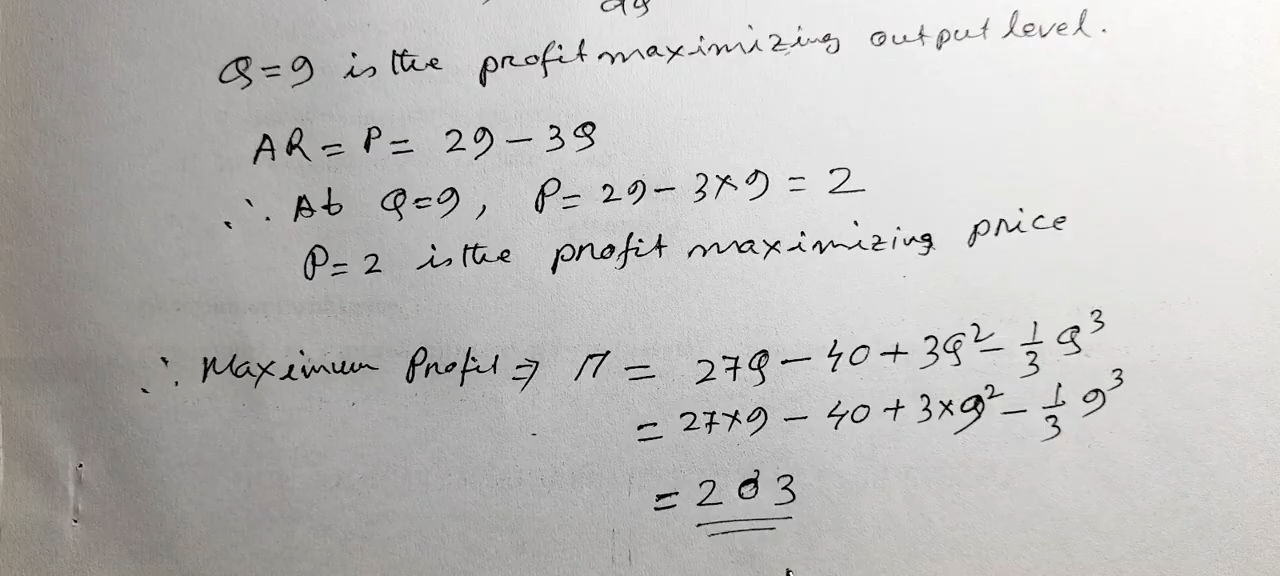 dQ
Q=9 is the profit maximizing output level.
AR = P = 29 − 3Q
∴ At Q=9, P= 29− 3×9 = 2
P=2 is the profit maximizing price
∴ Maximum Profit ⇒ Π = 27Q − 40 + 3Q² − 1/3 Q³
= 27×9 − 40 + 3×9² − 1/3 9³
= 203